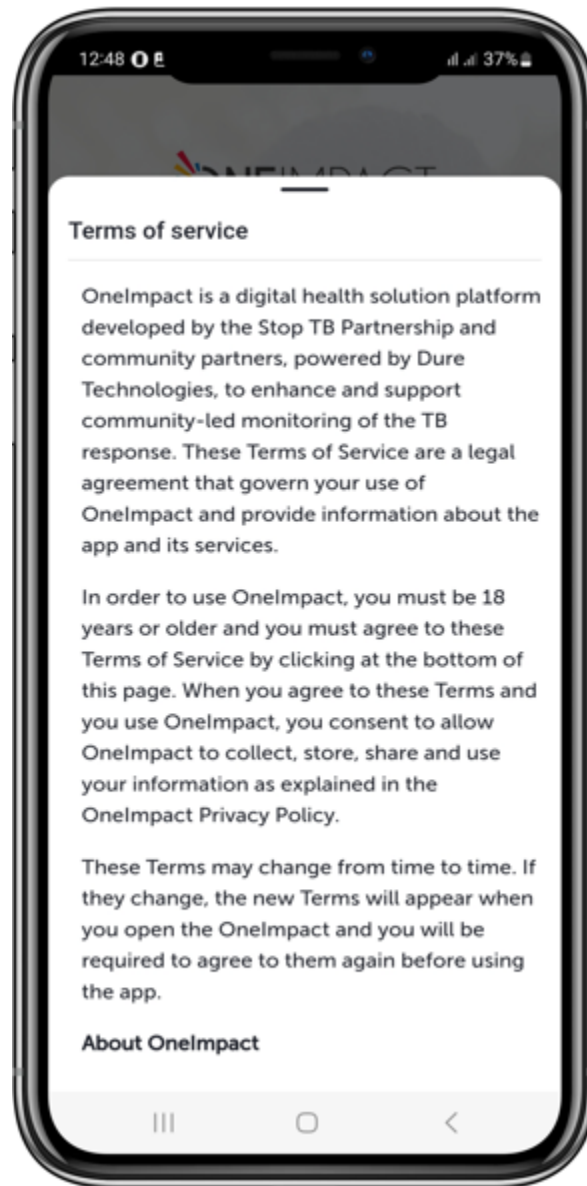 12:48
37%
ONEIMPACT
Terms of service
OneImpact is a digital health solution platform
developed by the Stop TB Partnership and
community partners, powered by Dure
Technologies, to enhance and support
community-led monitoring of the TB
response. These Terms of Service are a legal
agreement that govern your use of
OneImpact and provide information about the
app and its services.
In order to use OneImpact, you must be 18
years or older and you must agree to these
Terms of Service by clicking at the bottom of
this page. When you agree to these Terms and
you use OneImpact, you consent to allow
OneImpact to collect, store, share and use
your information as explained in the
OneImpact Privacy Policy.
These Terms may change from time to time. If
they change, the new Terms will appear when
you open the OneImpact and you will be
required to agree to them again before using
the app.
About OneImpact